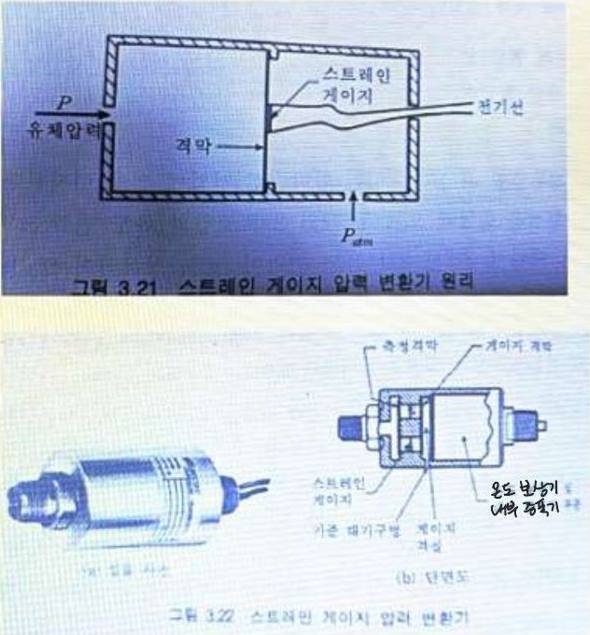 스트레인
게이지
전기선
P
유체압력
격막
Patm
그림 3.21 스트레인 게이지 압력 변환기 원리
측정격막
게이지 격막
스트레인
게이지
온도 보상기 및
내부 증폭기
기준 대기구멍
게이지
격실
(b) 단면도
그림 3.22 스트레인 게이지 압력 변환기